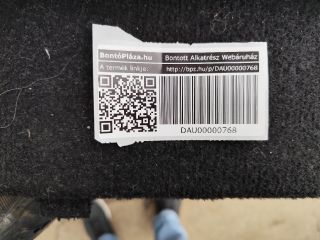 BontóPláza.hu
Bontott Alkatrész Webáruház
A termék linkje:
http://bpz.hu/p/DAU00000768
DAU00000768